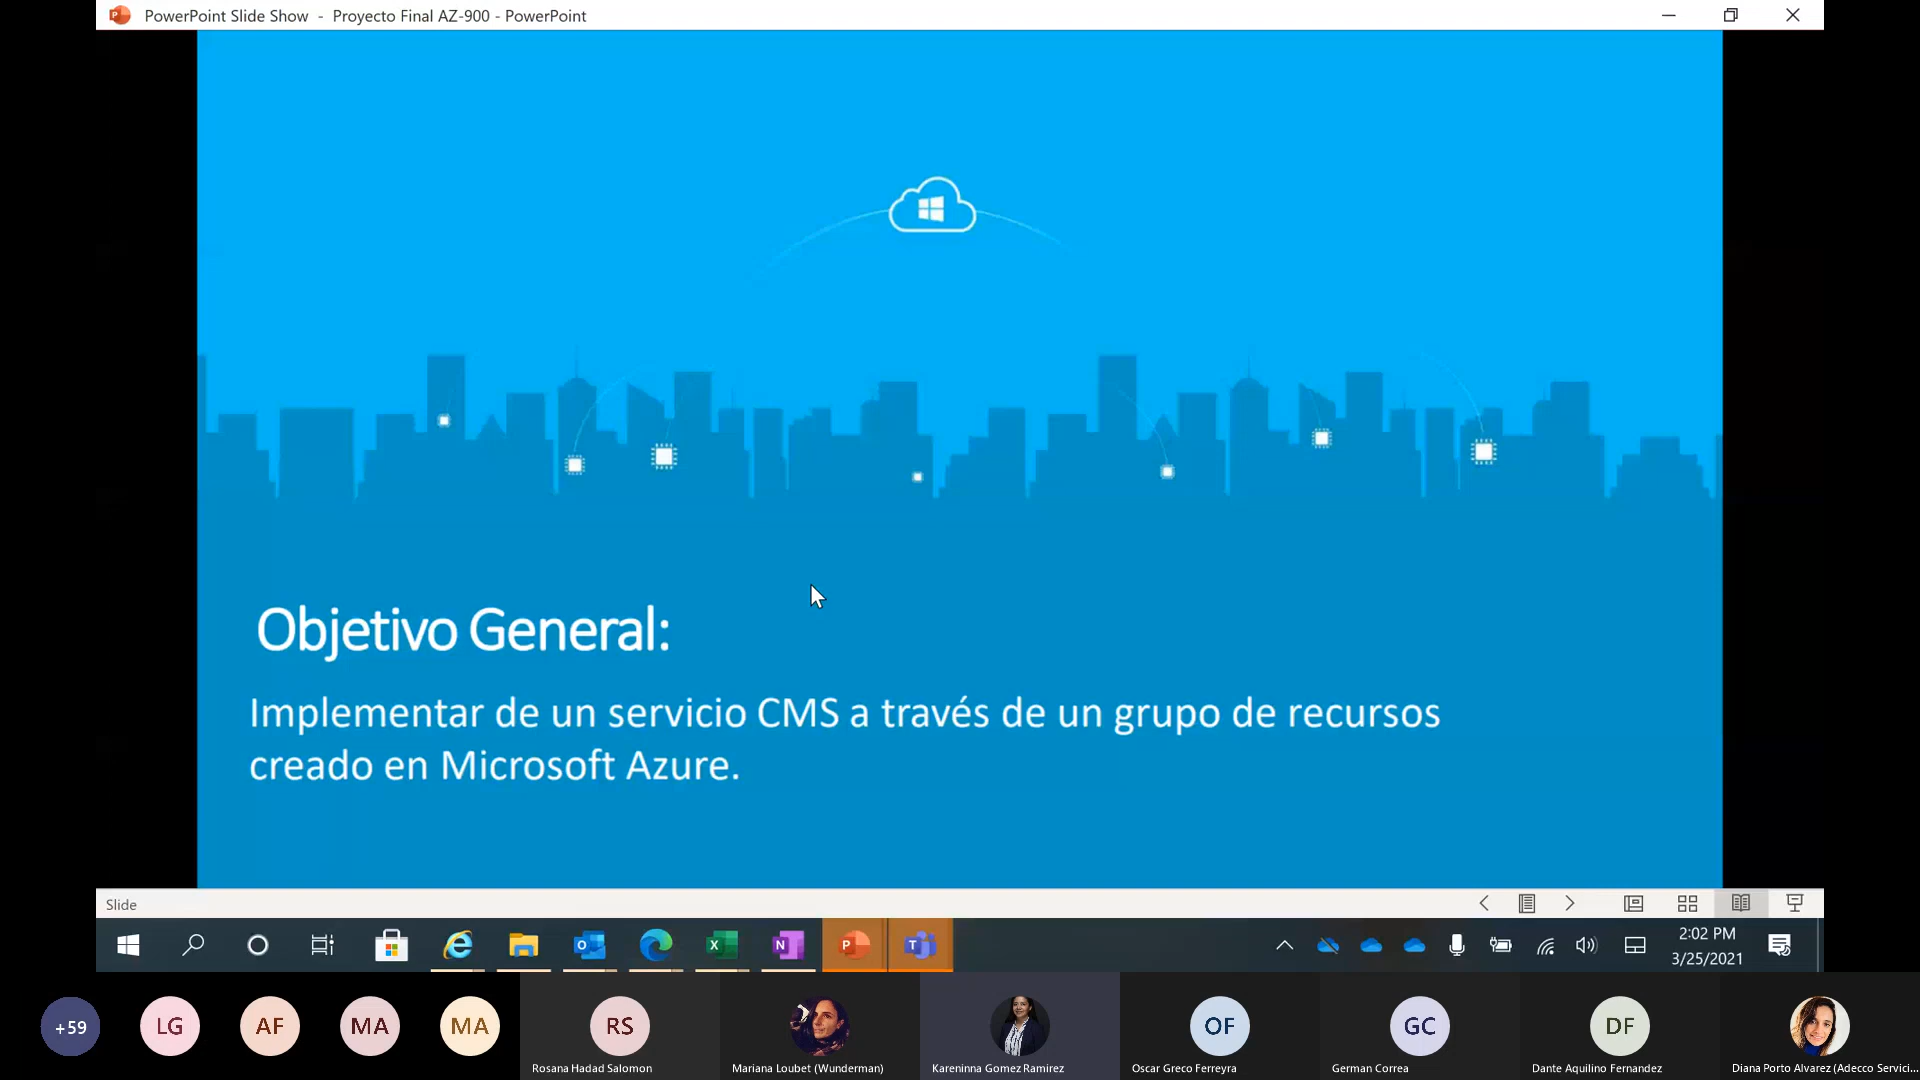 PowerPoint Slide Show - Proyecto Final AZ-900 - PowerPoint
Objetivo General:
Implementar de un servicio CMS a través de un grupo de recursos
creado en Microsoft Azure.
Slide
2:02 PM
3/25/2021
+59
LG
AF
MA
MA
RS
OF
GC
DF
Rosana Hadad Salomon
Mariana Loubet (Wunderman)
Kareninna Gomez Ramirez
Oscar Greco Ferreyra
German Correa
Dante Aquilino Fernandez
Diana Porto Alvarez (Adecco Servici...